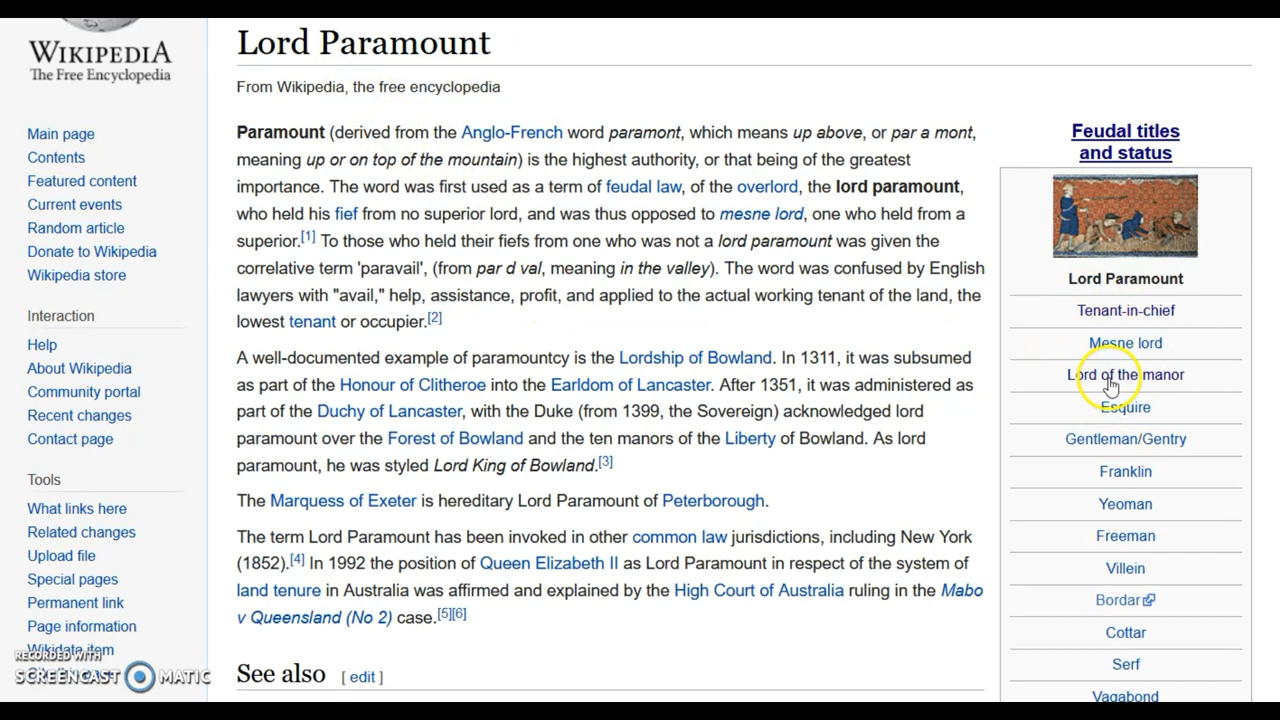 WIKIPEDIA
The Free Encyclopedia
Main page
Contents
Featured content
Current events
Random article
Donate to Wikipedia
Wikipedia store
Interaction
Help
About Wikipedia
Community portal
Recent changes
Contact page
Tools
What links here
Related changes
Upload file
Special pages
Permanent link
Page information
Wikidata item
RECORDED WITH
SCREENCAST MATIC
Lord Paramount
From Wikipedia, the free encyclopedia
Paramount (derived from the Anglo-French word paramont, which means up above, or par a mont,
meaning up or on top of the mountain) is the highest authority, or that being of the greatest
importance. The word was first used as a term of feudal law, of the overlord, the lord paramount,
who held his fief from no superior lord, and was thus opposed to mesne lord, one who held from a
superior.[1] To those who held their fiefs from one who was not a lord paramount was given the
correlative term 'paravail', (from par d val, meaning in the valley). The word was confused by English
lawyers with "avail," help, assistance, profit, and applied to the actual working tenant of the land, the
lowest tenant or occupier.[2]
A well-documented example of paramountcy is the Lordship of Bowland. In 1311, it was subsumed
as part of the Honour of Clitheroe into the Earldom of Lancaster. After 1351, it was administered as
part of the Duchy of Lancaster, with the Duke (from 1399, the Sovereign) acknowledged lord
paramount over the Forest of Bowland and the ten manors of the Liberty of Bowland. As lord
paramount, he was styled Lord King of Bowland.[3]
The Marquess of Exeter is hereditary Lord Paramount of Peterborough.
The term Lord Paramount has been invoked in other common law jurisdictions, including New York
(1852).[4] In 1992 the position of Queen Elizabeth II as Lord Paramount in respect of the system of
land tenure in Australia was affirmed and explained by the High Court of Australia ruling in the Mabo
v Queensland (No 2) case.[5][6]
See also [ edit ]
Feudal titles
and status
Lord Paramount
Tenant-in-chief
Mesne lord
Lord of the manor
Esquire
Gentleman/Gentry
Franklin
Yeoman
Freeman
Villein
Bordar
Cottar
Serf
Vagabond